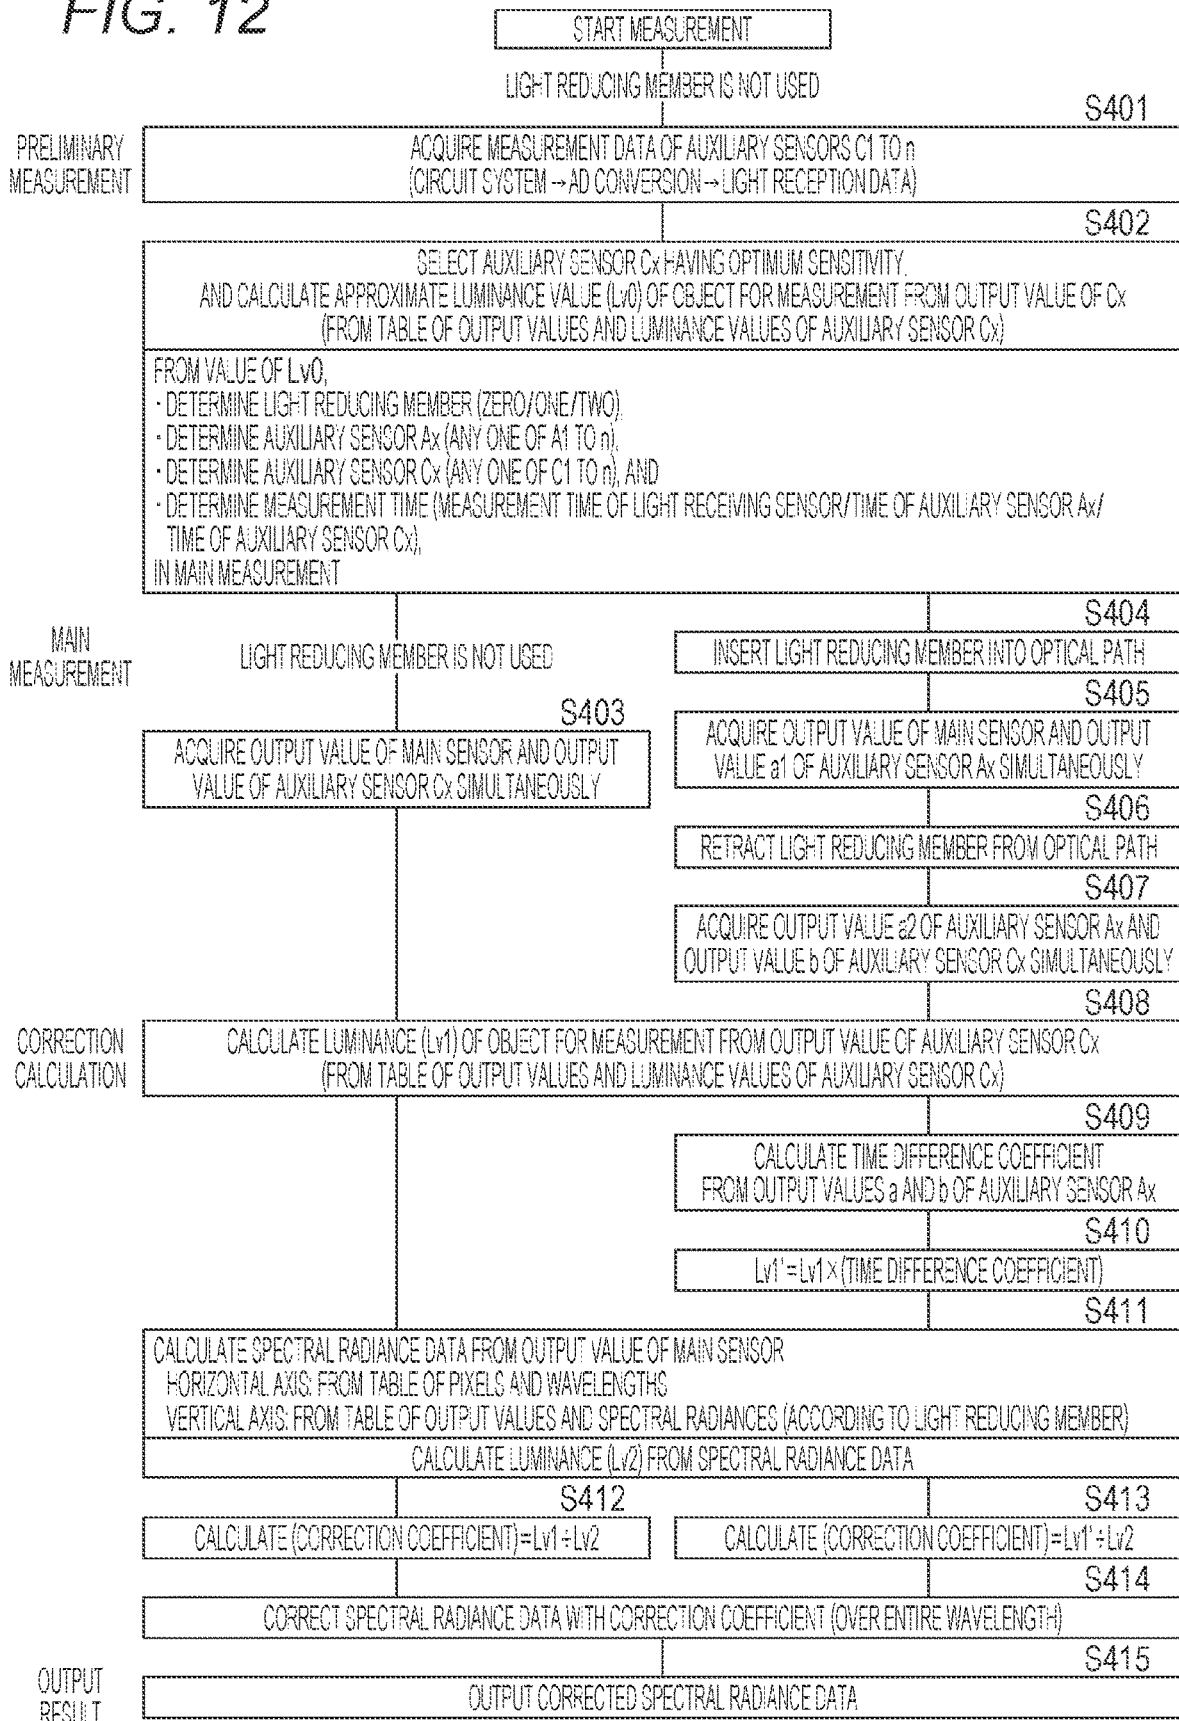 FIG. 12
START MEASUREMENT
LIGHT REDUCING MEMBER IS NOT USED
S401
PRELIMINARY
MEASUREMENT
ACQUIRE MEASUREMENT DATA OF AUXILIARY SENSORS C1 TO n
(CIRCUIT SYSTEM→AD CONVERSION→LIGHT RECEPTION DATA)
S402
SELECT AUXILIARY SENSOR Cx HAVING OPTIMUM SENSITIVITY,
AND CALCULATE APPROXIMATE LUMINANCE VALUE (Lv0) OF OBJECT FOR MEASUREMENT FROM OUTPUT VALUE OF Cx
(FROM TABLE OF OUTPUT VALUES AND LUMINANCE VALUES OF AUXILIARY SENSOR Cx)
FROM VALUE OF Lv0,
· DETERMINE LIGHT REDUCING MEMBER (ZERO/ONE/TWO),
· DETERMINE AUXILIARY SENSOR Ax (ANY ONE OF A1 TO n),
· DETERMINE AUXILIARY SENSOR Cx (ANY ONE OF C1 TO n), AND
· DETERMINE MEASUREMENT TIME (MEASUREMENT TIME OF LIGHT RECEIVING SENSOR/TIME OF AUXILIARY SENSOR Ax/
TIME OF AUXILIARY SENSOR Cx),
IN MAIN MEASUREMENT
MAIN
MEASUREMENT
LIGHT REDUCING MEMBER IS NOT USED
S403
ACQUIRE OUTPUT VALUE OF MAIN SENSOR AND OUTPUT
VALUE OF AUXILIARY SENSOR Cx SIMULTANEOUSLY
S404
INSERT LIGHT REDUCING MEMBER INTO OPTICAL PATH
S405
ACQUIRE OUTPUT VALUE OF MAIN SENSOR AND OUTPUT
VALUE a1 OF AUXILIARY SENSOR Ax SIMULTANEOUSLY
S406
RETRACT LIGHT REDUCING MEMBER FROM OPTICAL PATH
S407
ACQUIRE OUTPUT VALUE a2 OF AUXILIARY SENSOR Ax AND
OUTPUT VALUE b OF AUXILIARY SENSOR Cx SIMULTANEOUSLY
S408
CORRECTION
CALCULATION
CALCULATE LUMINANCE (Lv1) OF OBJECT FOR MEASUREMENT FROM OUTPUT VALUE OF AUXILIARY SENSOR Cx
(FROM TABLE OF OUTPUT VALUES AND LUMINANCE VALUES OF AUXILIARY SENSOR Cx)
S409
CALCULATE TIME DIFFERENCE COEFFICIENT
FROM OUTPUT VALUES a AND b OF AUXILIARY SENSOR Ax
S410
Lv1'=Lv1×(TIME DIFFERENCE COEFFICIENT)
S411
CALCULATE SPECTRAL RADIANCE DATA FROM OUTPUT VALUE OF MAIN SENSOR
HORIZONTAL AXIS: FROM TABLE OF PIXELS AND WAVELENGTHS
VERTICAL AXIS: FROM TABLE OF OUTPUT VALUES AND SPECTRAL RADIANCES (ACCORDING TO LIGHT REDUCING MEMBER)
CALCULATE LUMINANCE (Lv2) FROM SPECTRAL RADIANCE DATA
S412
CALCULATE (CORRECTION COEFFICIENT)=Lv1÷Lv2
S413
CALCULATE (CORRECTION COEFFICIENT)=Lv1'÷Lv2
S414
CORRECT SPECTRAL RADIANCE DATA WITH CORRECTION COEFFICIENT (OVER ENTIRE WAVELENGTH)
S415
OUTPUT
RESULT
OUTPUT CORRECTED SPECTRAL RADIANCE DATA